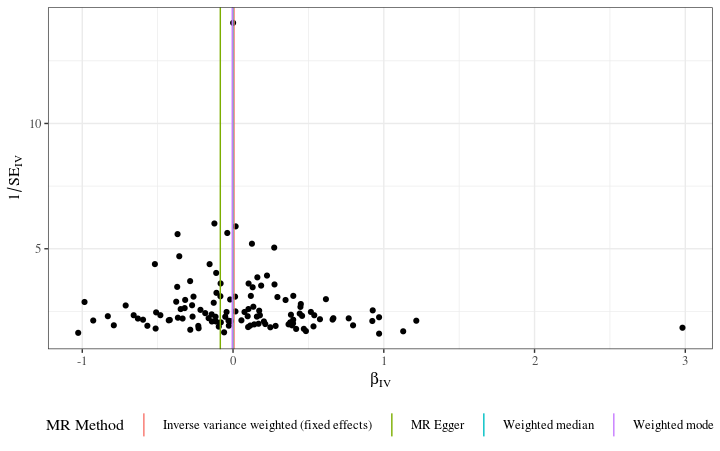 10
5
1/SE_IV
-1 0 1 2 3
β_IV
MR Method Inverse variance weighted (fixed effects) MR Egger Weighted median Weighted mode